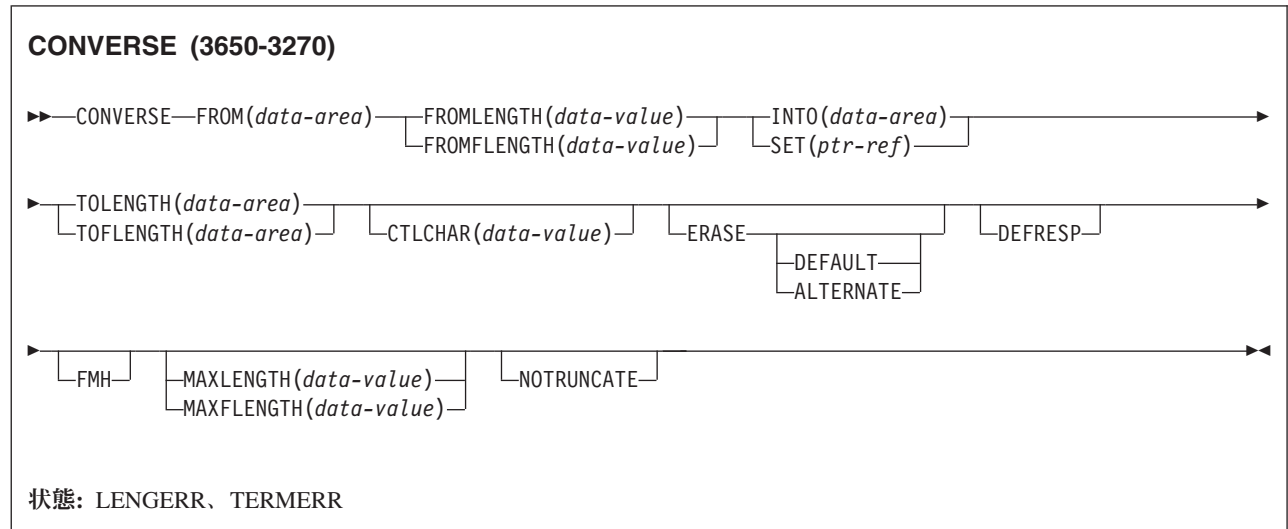 CONVERSE (3650-3270)
CONVERSE FROM(data-area) FROMLENGTH(data-value) INTO(data-area)
FROMFLENGTH(data-value) SET(ptr-ref)
TOLENGTH(data-area)
TOFLENGTH(data-area) CTLCHAR(data-value) ERASE DEFRESP
DEFAULT
ALTERNATE
FMH MAXLENGTH(data-value) NOTRUNCATE
MAXFLENGTH(data-value)
状態: LENGERR、TERMERR